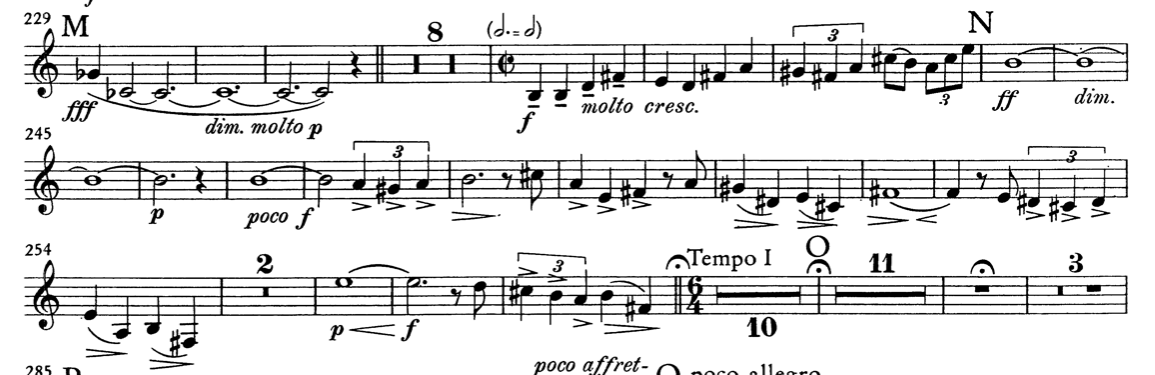 229 M 8 (𝅗𝅥. = 𝅗𝅥) 3 N
fff dim. molto p f molto cresc. 3 ff dim.
245 3 3
p poco f
254 2 3 Tempo I O 11 3
6
4
p f 10
poco affret-
285 poco allegro